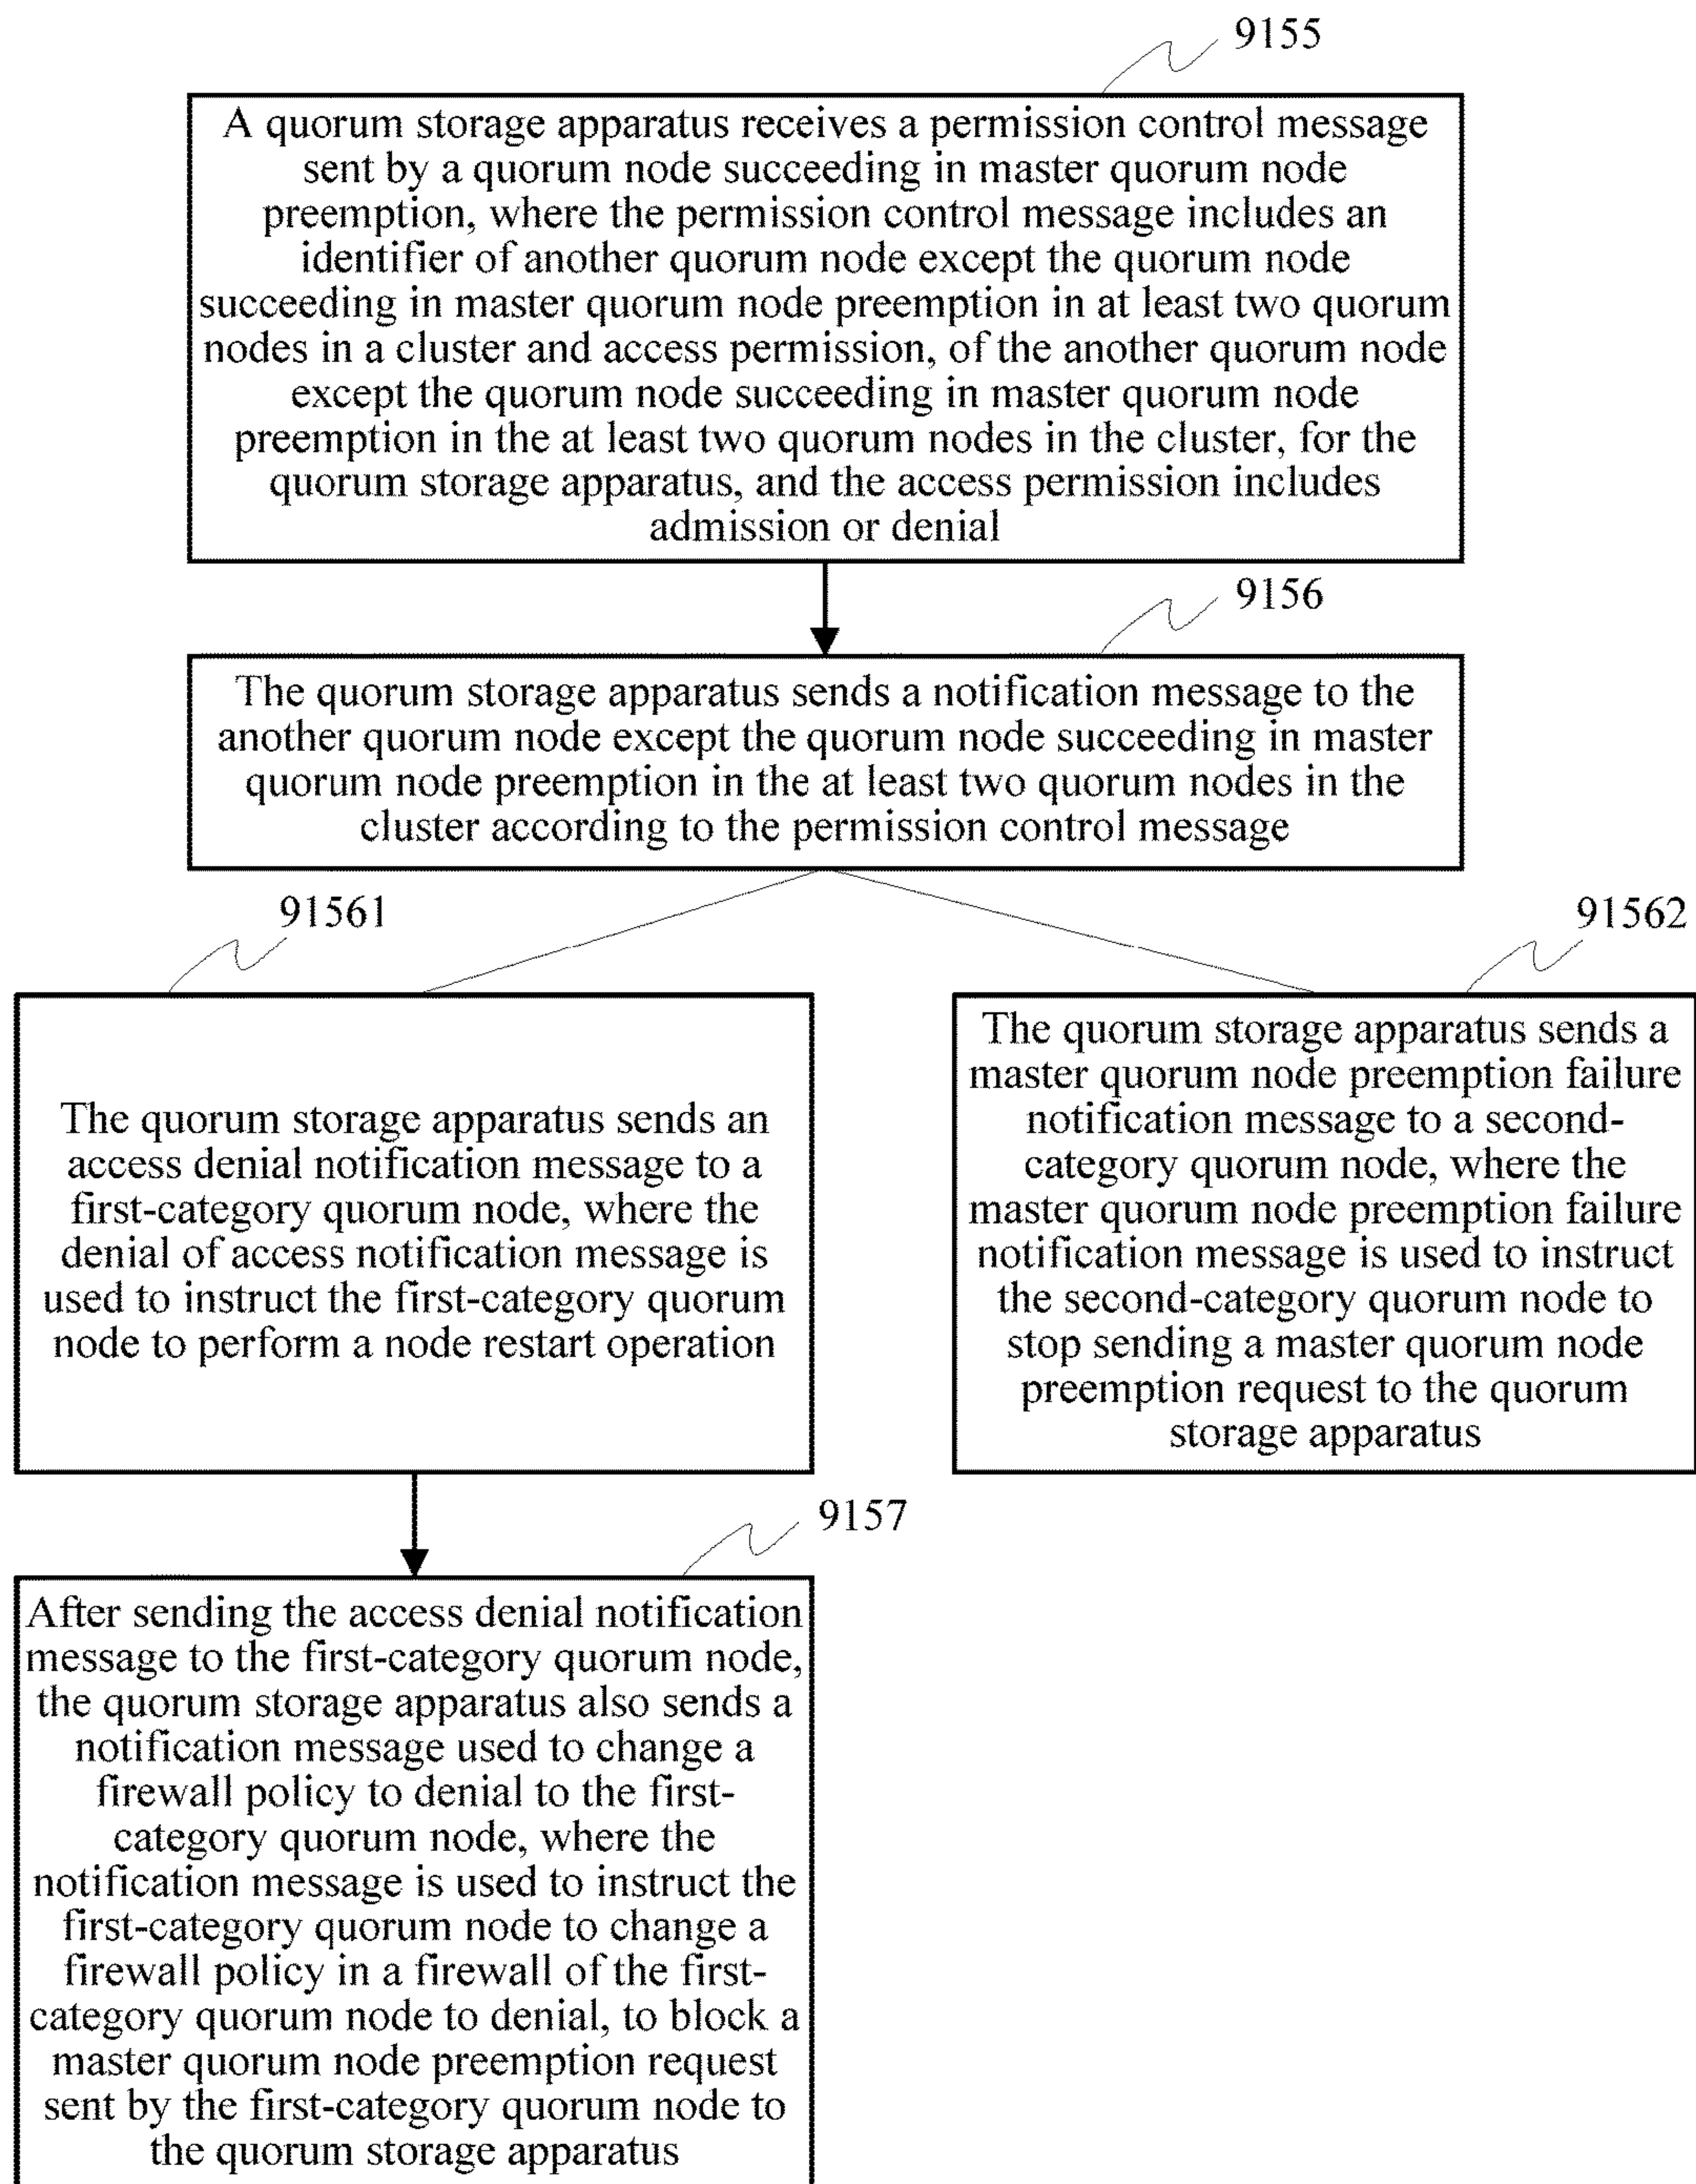 9155
A quorum storage apparatus receives a permission control message
sent by a quorum node succeeding in master quorum node
preemption, where the permission control message includes an
identifier of another quorum node except the quorum node
succeeding in master quorum node preemption in at least two quorum
nodes in a cluster and access permission, of the another quorum node
except the quorum node succeeding in master quorum node
preemption in the at least two quorum nodes in the cluster, for the
quorum storage apparatus, and the access permission includes
admission or denial
9156
The quorum storage apparatus sends a notification message to the
another quorum node except the quorum node succeeding in master
quorum node preemption in the at least two quorum nodes in the
cluster according to the permission control message
91561
The quorum storage apparatus sends an
access denial notification message to a
first-category quorum node, where the
denial of access notification message is
used to instruct the first-category quorum
node to perform a node restart operation
91562
The quorum storage apparatus sends a
master quorum node preemption failure
notification message to a second-
category quorum node, where the
master quorum node preemption failure
notification message is used to instruct
the second-category quorum node to
stop sending a master quorum node
preemption request to the quorum
storage apparatus
9157
After sending the access denial notification
message to the first-category quorum node,
the quorum storage apparatus also sends a
notification message used to change a
firewall policy to denial to the first-
category quorum node, where the
notification message is used to instruct the
first-category quorum node to change a
firewall policy in a firewall of the first-
category quorum node to denial, to block a
master quorum node preemption request
sent by the first-category quorum node to
the quorum storage apparatus